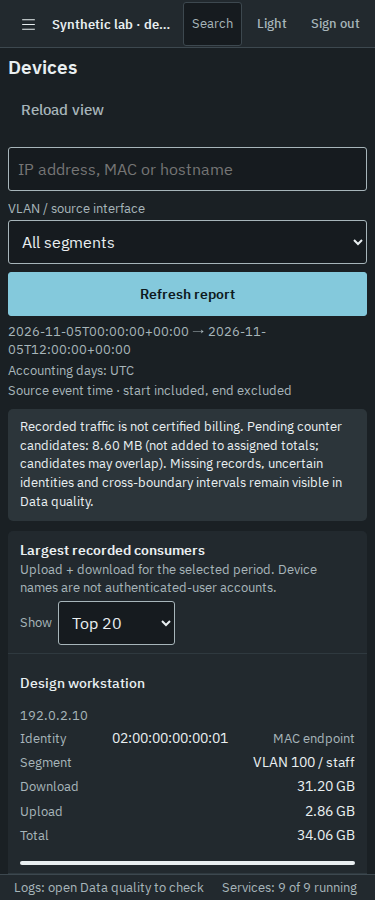 Synthetic lab · de...
Search
Light
Sign out
Devices
Reload view
IP address, MAC or hostname
VLAN / source interface
All segments
Refresh report
2026-11-05T00:00:00+00:00 → 2026-11-
05T12:00:00+00:00
Accounting days: UTC
Source event time · start included, end excluded
Recorded traffic is not certified billing. Pending counter
candidates: 8.60 MB (not added to assigned totals;
candidates may overlap). Missing records, uncertain
identities and cross-boundary intervals remain visible in
Data quality.
Largest recorded consumers
Upload + download for the selected period. Device
names are not authenticated-user accounts.
Show Top 20
Design workstation
192.0.2.10
Identity 02:00:00:00:00:01 MAC endpoint
Segment VLAN 100 / staff
Download 31.20 GB
Upload 2.86 GB
Total 34.06 GB
Logs: open Data quality to check Services: 9 of 9 running